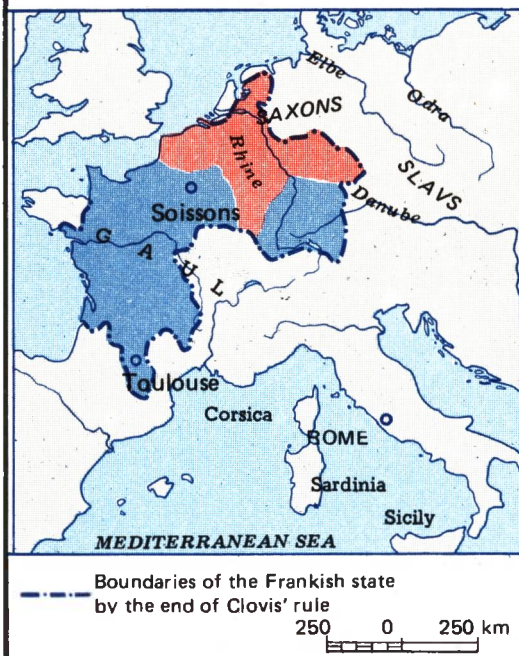 Elbe
SAXONS
Odra
Rhine
SLAVS
Danube
Soissons
GAUL
Toulouse
Corsica
ROME
Sardinia
Sicily
MEDITERRANEAN SEA
Boundaries of the Frankish state
by the end of Clovis' rule
250 0 250 km